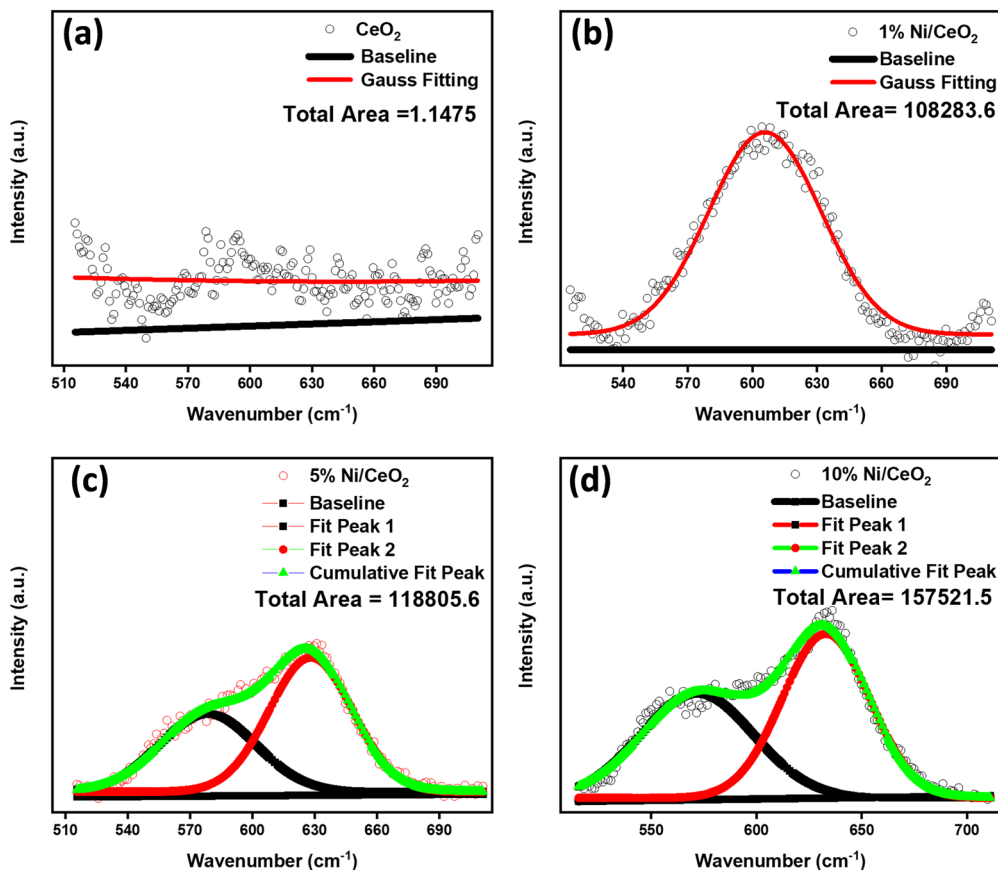 (a)
CeO2
Baseline
Gauss Fitting
Total Area =1.1475
Intensity (a.u.)
510 540 570 600 630 660 690
Wavenumber (cm-1)
(b)
1% Ni/CeO2
Baseline
Gauss Fitting
Total Area= 108283.6
Intensity (a.u.)
540 570 600 630 660 690
Wavenumber (cm-1)
(c)
5% Ni/CeO2
Baseline
Fit Peak 1
Fit Peak 2
Cumulative Fit Peak
Total Area = 118805.6
Intensity (a.u.)
510 540 570 600 630 660 690
Wavenumber (cm-1)
(d)
10% Ni/CeO2
Baseline
Fit Peak 1
Fit Peak 2
Cumulative Fit Peak
Total Area= 157521.5
Intensity (a.u.)
550 600 650 700
Wavenumber (cm-1)